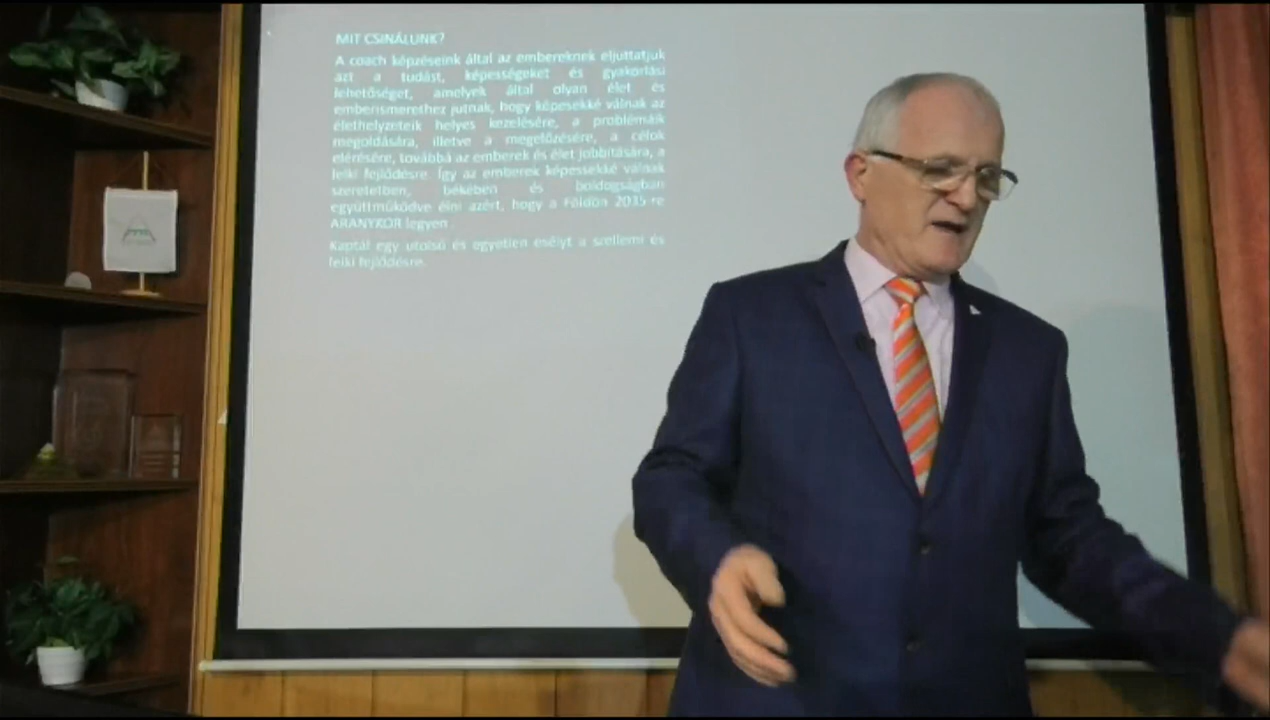 MIT CSINÁLUNK?
A coach képzéseink által az embereknek eljuttatjuk
azt a tudást, képességeket és gyakorlási
lehetőséget, amelyek által olyan élet és
emberismerethez jutnak, hogy képesekké válnak az
élethelyzeteik helyes kezelésére, a problémáik
megoldására, illetve a megelőzésére, a célok
elérésére, továbbá az emberek és élet jobbítására, a
lelki fejlődésre. Így az emberek képessekké válnak
szeretetben, békében és boldogságban
együttműködve élni azért, hogy a Földön 2035-re
ARANYKOR legyen.
Kaptál egy utolsó és egyetlen esélyt a szellemi és
lelki fejlődésre.